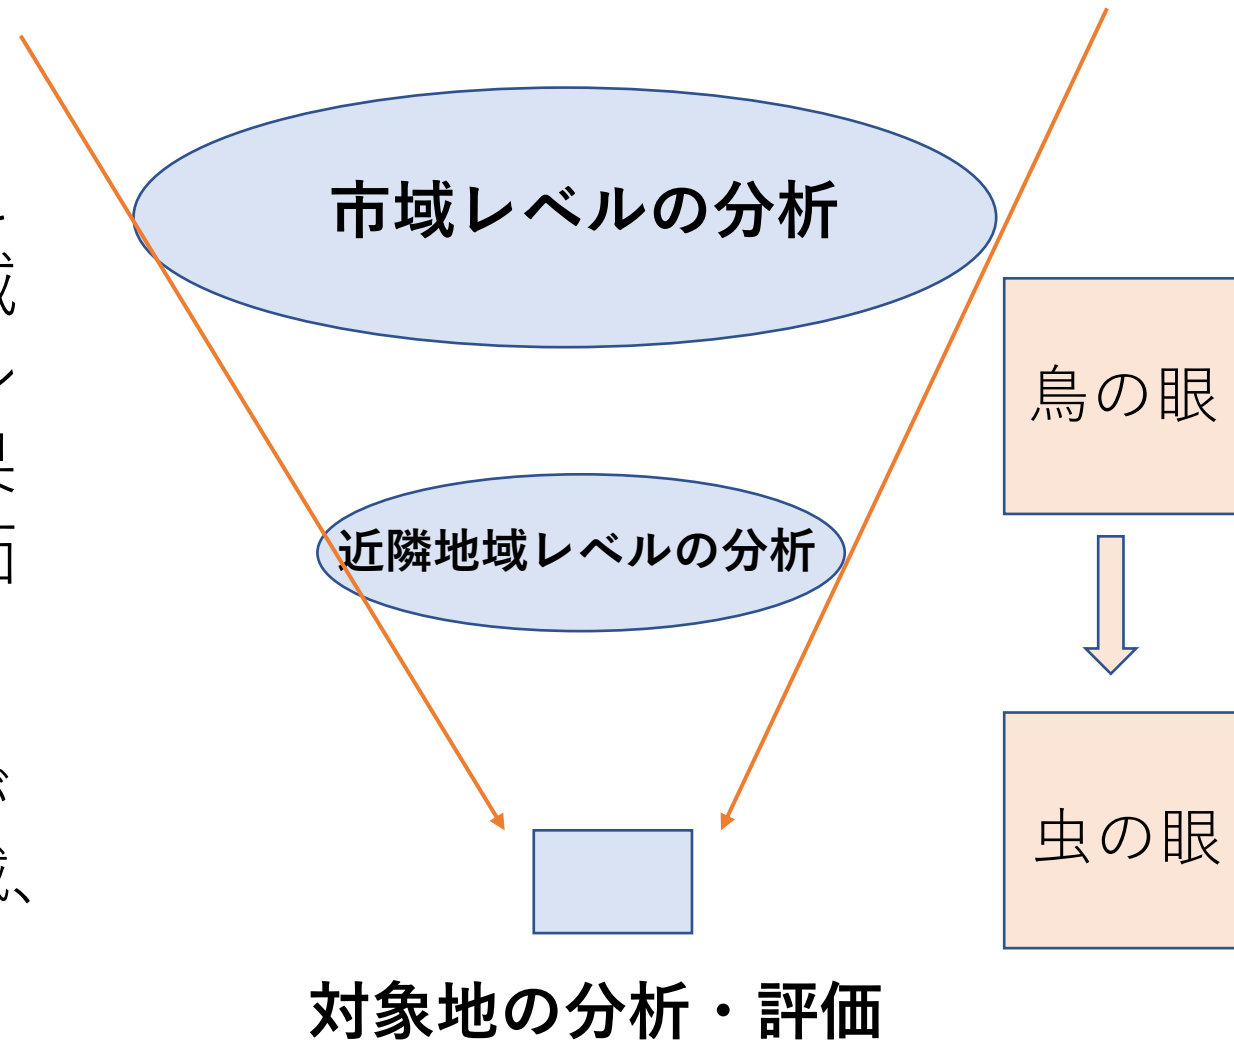 市域レベルの分析
鳥の眼
近隣地域レベルの分析
虫の眼
対象地の分析・評価